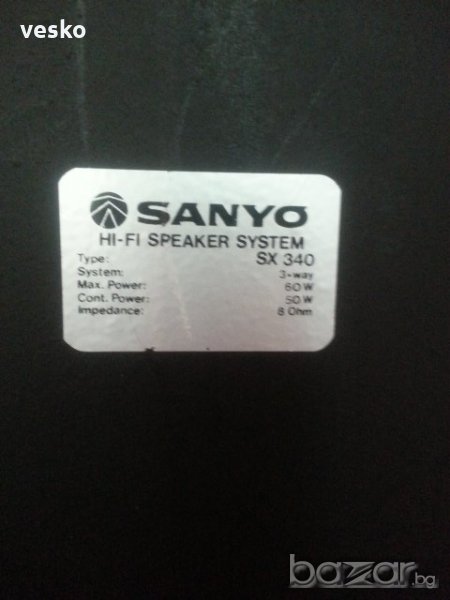 vesko
SANYO
HI-FI SPEAKER SYSTEM
Type: SX 340
System: 3-way
Max. Power: 60 W
Cont. Power: 50 W
Impedance: 8 Ohm
bazar.bg